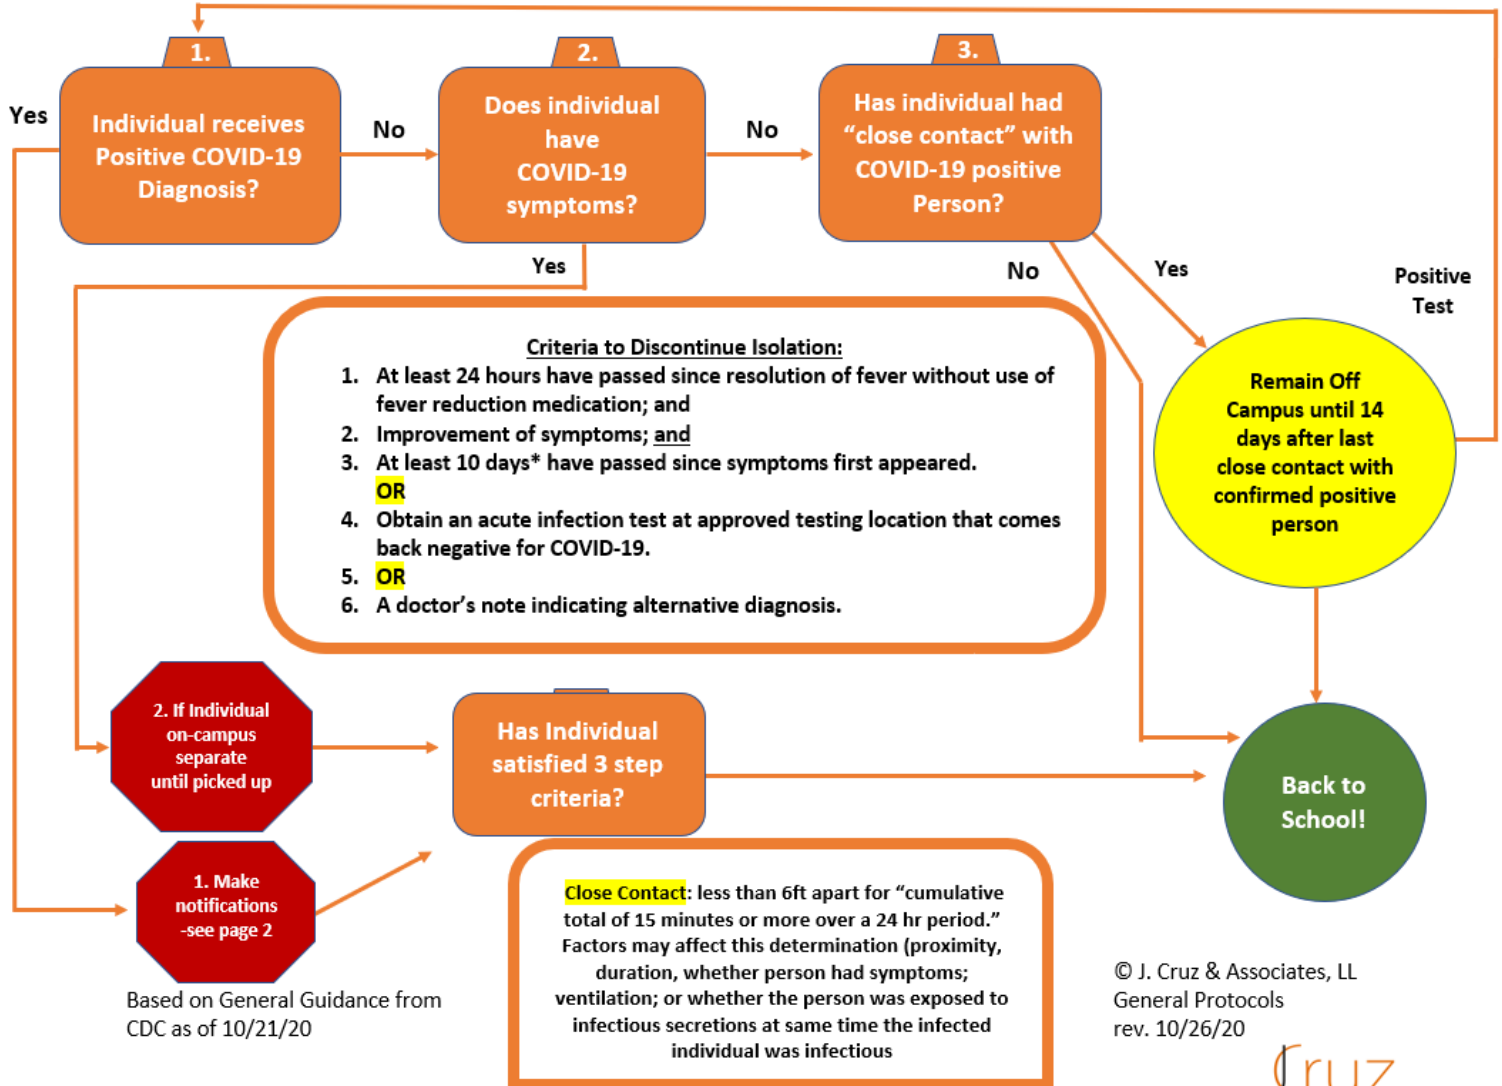 1.
Individual receives
Positive COVID-19
Diagnosis?
Yes
No
2.
Does individual
have
COVID-19
symptoms?
No
Yes
3.
Has individual had
“close contact” with
COVID-19 positive
Person?
No
Yes
Positive
Test
Remain Off
Campus until 14
days after last
close contact with
confirmed positive
person
Criteria to Discontinue Isolation:
1. At least 24 hours have passed since resolution of fever without use of
fever reduction medication; and
2. Improvement of symptoms; and
3. At least 10 days* have passed since symptoms first appeared.
OR
4. Obtain an acute infection test at approved testing location that comes
back negative for COVID-19.
5. OR
6. A doctor’s note indicating alternative diagnosis.
2. If Individual
on-campus
separate
until picked up
1. Make
notifications
-see page 2
Has Individual
satisfied 3 step
criteria?
Back to
School!
Close Contact: less than 6ft apart for “cumulative
total of 15 minutes or more over a 24 hr period.”
Factors may affect this determination (proximity,
duration, whether person had symptoms;
ventilation; or whether the person was exposed to
infectious secretions at same time the infected
individual was infectious
Based on General Guidance from
CDC as of 10/21/20
© J. Cruz & Associates, LL
General Protocols
rev. 10/26/20
Cruz